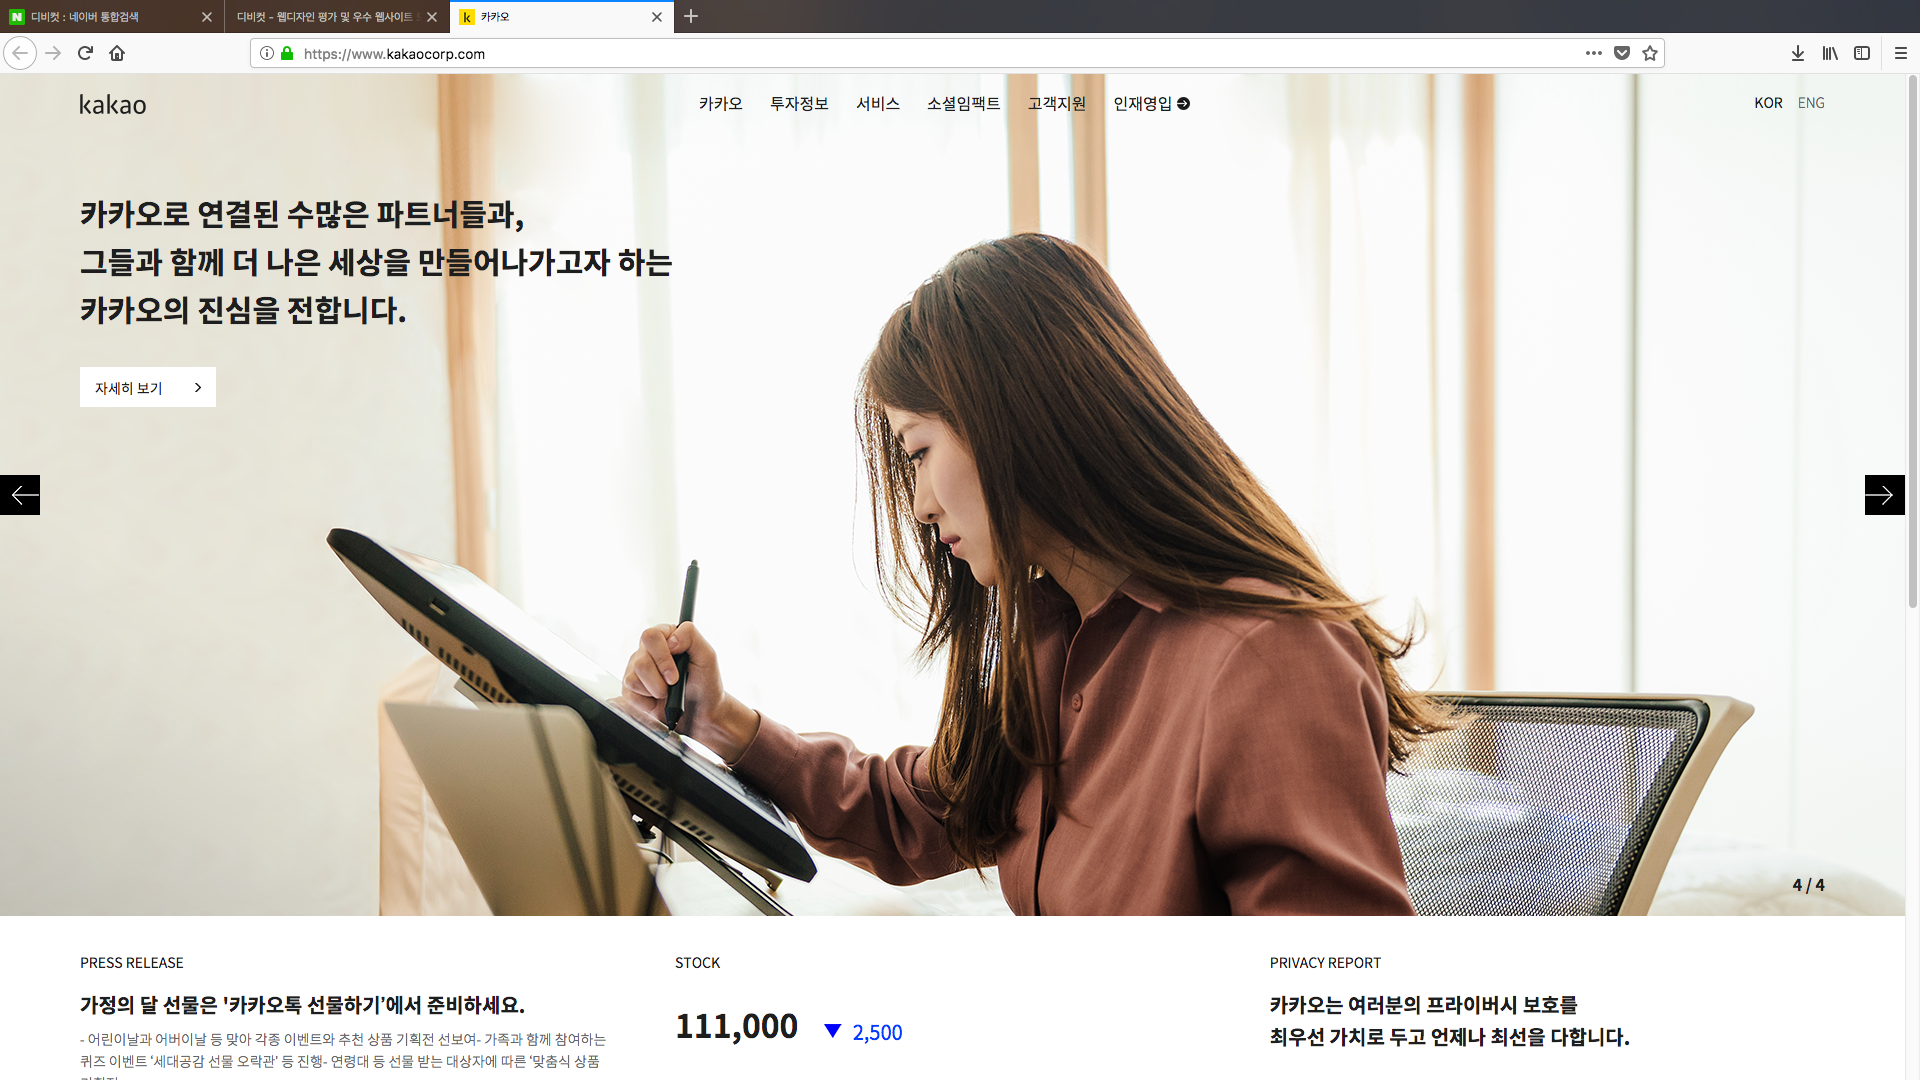 디비컷 : 네이버 통합검색
디비컷 - 웹디자인 평가 및 우수 웹사이트
카카오
https://www.kakaocorp.com
kakao
카카오 투자정보 서비스 소셜임팩트 고객지원 인재영입
KOR ENG
카카오로 연결된 수많은 파트너들과,
그들과 함께 더 나은 세상을 만들어나가고자 하는
카카오의 진심을 전합니다.
자세히 보기
4 / 4
PRESS RELEASE
가정의 달 선물은 '카카오톡 선물하기'에서 준비하세요.
- 어린이날과 어버이날 등 맞아 각종 이벤트와 추천 상품 기획전 선보여- 가족과 함께 참여하는
퀴즈 이벤트 ‘세대공감 선물 오락관’ 등 진행- 연령대 등 선물 받는 대상자에 따른 ‘맞춤식 상품
STOCK
111,000 ▼ 2,500
PRIVACY REPORT
카카오는 여러분의 프라이버시 보호를
최우선 가치로 두고 언제나 최선을 다합니다.